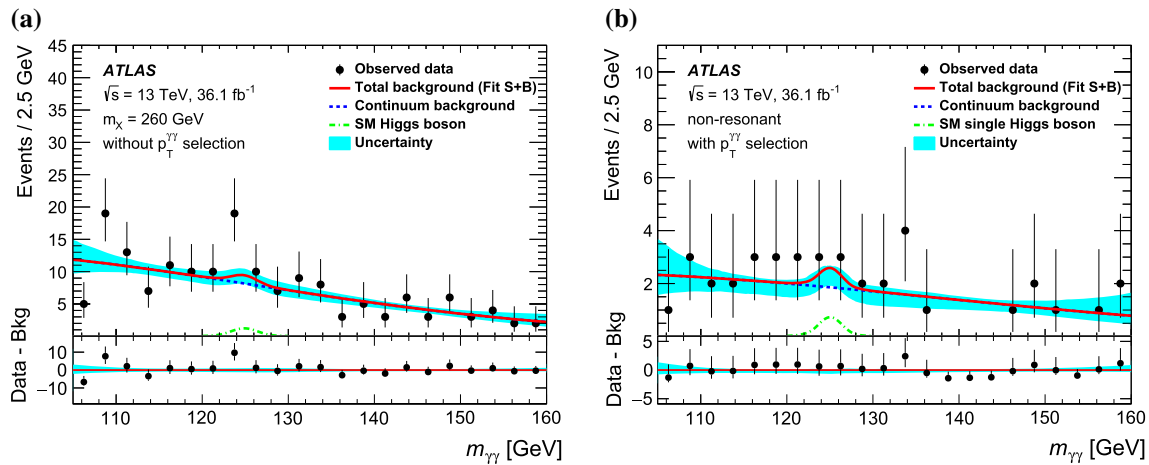 (a)
Events / 2.5 GeV
45
40
35
30
25
20
15
10
5
ATLAS
√s = 13 TeV, 36.1 fb⁻¹
m_X = 260 GeV
without p_T^γγ selection
Observed data
Total background (Fit S+B)
Continuum background
SM Higgs boson
Uncertainty
Data - Bkg
10
0
−10
110 120 130 140 150 160
m_γγ [GeV]
(b)
Events / 2.5 GeV
10
8
6
4
2
ATLAS
√s = 13 TeV, 36.1 fb⁻¹
non-resonant
with p_T^γγ selection
Observed data
Total background (Fit S+B)
Continuum background
SM single Higgs boson
Uncertainty
Data - Bkg
5
0
−5
110 120 130 140 150 160
m_γγ [GeV]